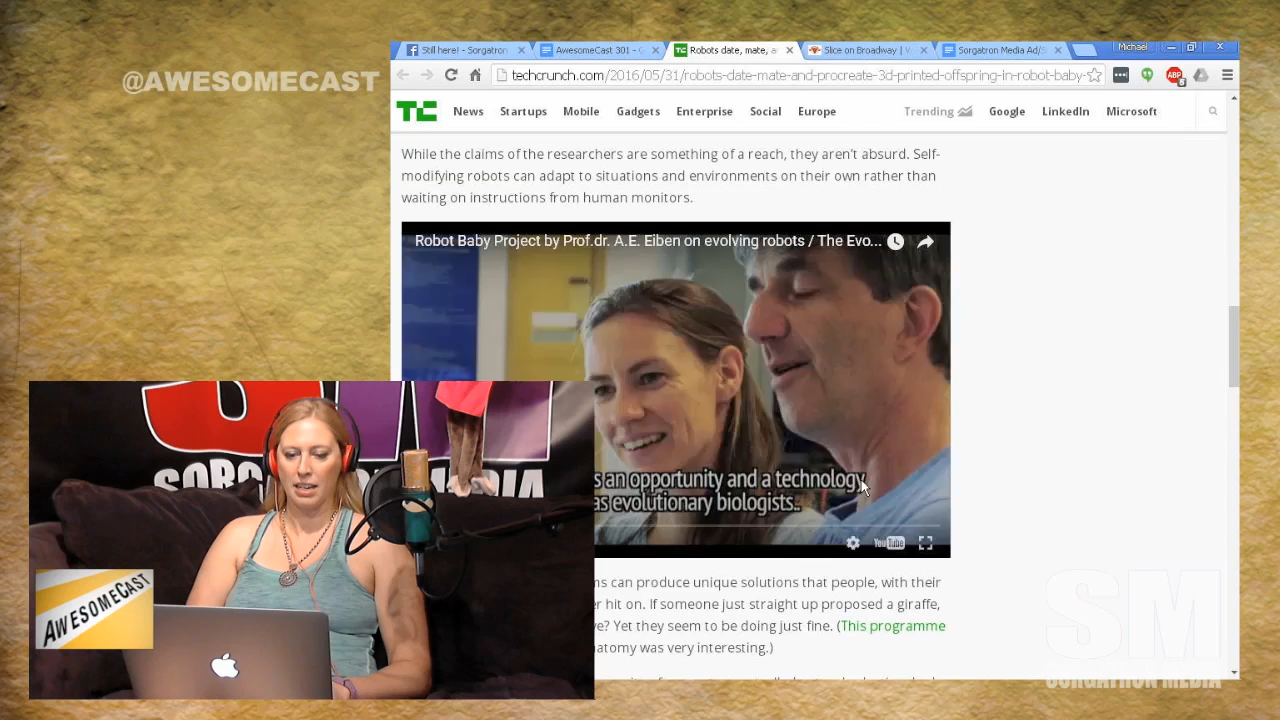 @AWESOMECAST
Still here! - Sorgatron
AwesomeCast 301 -
Robots date, mate, a
Slice on Broadway |
Sorgatron Media Ad/S
Michael
techcrunch.com/2016/05/31/robots-date-mate-and-procreate-3d-printed-offspring-in-robot-baby-
ABP
TC
News
Startups
Mobile
Gadgets
Enterprise
Social
Europe
Trending
Google
LinkedIn
Microsoft
While the claims of the researchers are something of a reach, they aren't absurd. Self-
modifying robots can adapt to situations and environments on their own rather than
waiting on instructions from human monitors.
Robot Baby Project by Prof.dr. A.E. Eiben on evolving robots / The Evo...
s an opportunity and a technology
as evolutionary biologists..
YouTube
ms can produce unique solutions that people, with their
r hit on. If someone just straight up proposed a giraffe,
ve? Yet they seem to be doing just fine. (This programme
natomy was very interesting.)
AWESOMECAST
SM
SORGATRON MEDIA